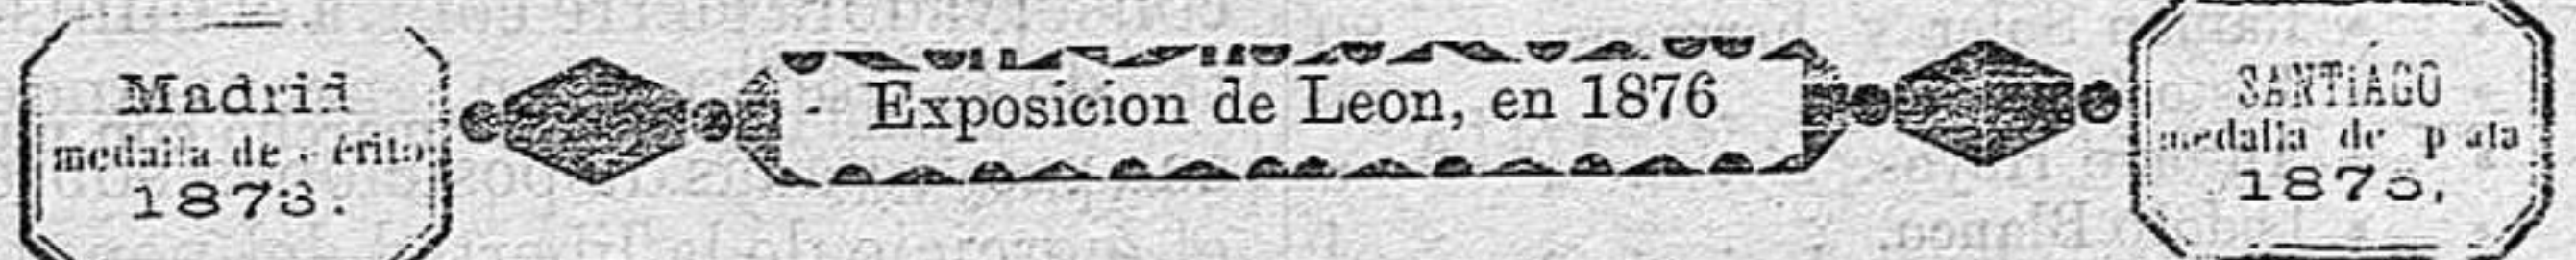 Madrid
medalla de mérito
1873.
Exposicion de Leon, en 1876
SANTIAGO
medalla de plata
1875.